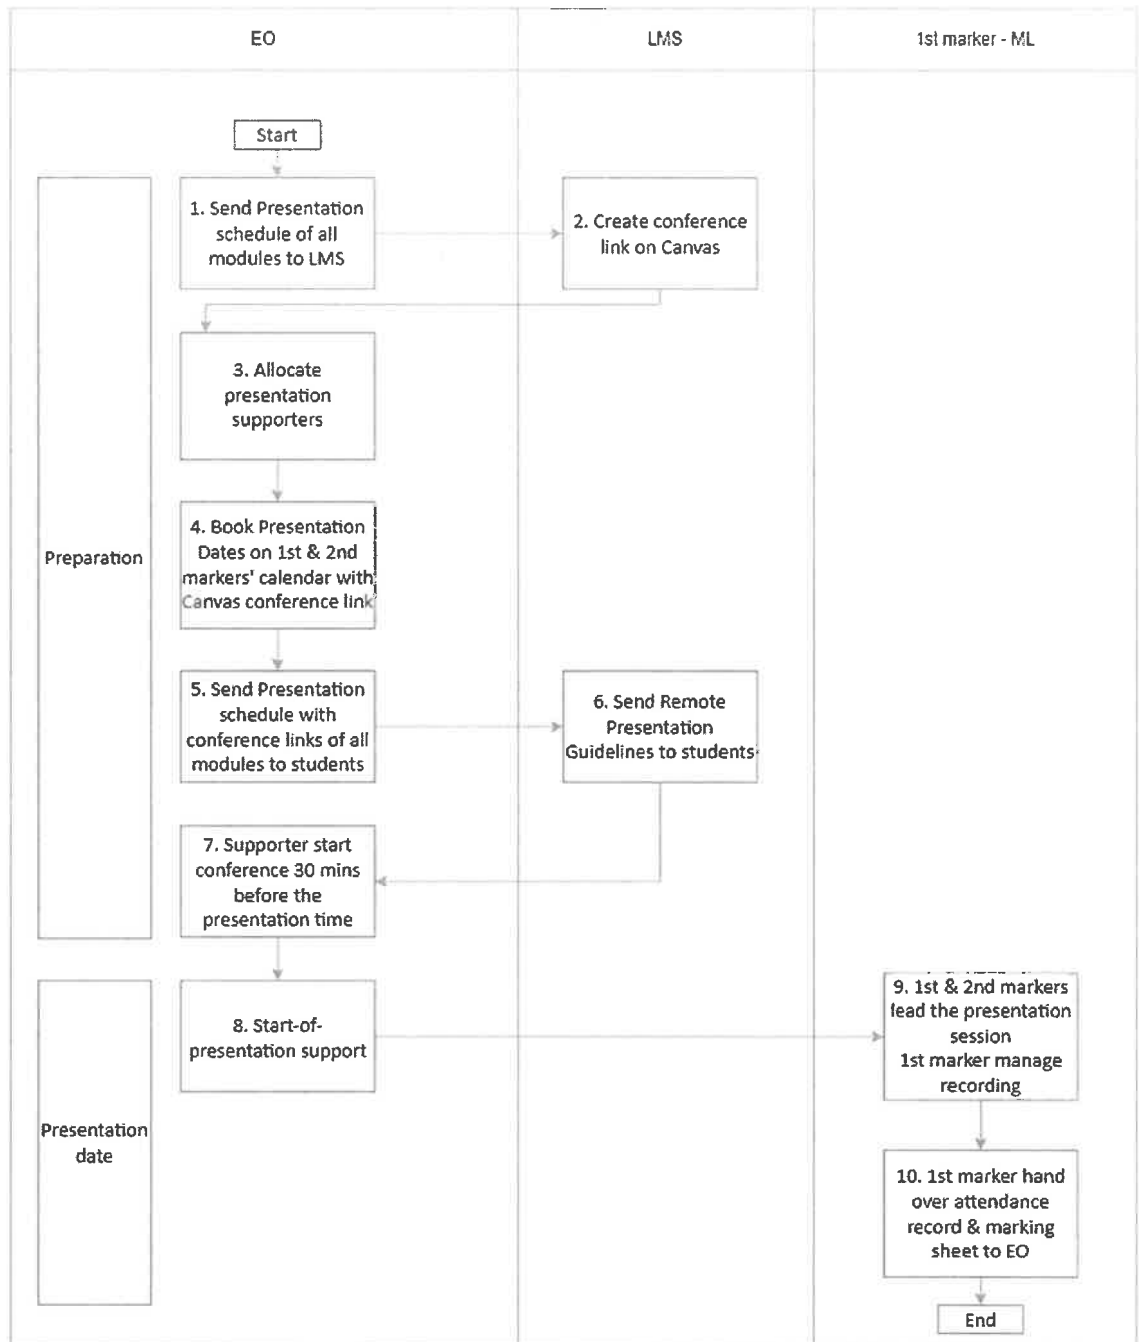 EO
LMS
1st marker - ML
Start
1. Send Presentation
schedule of all
modules to LMS
2. Create conference
link on Canvas
3. Allocate
presentation
supporters
4. Book Presentation
Dates on 1st & 2nd
markers' calendar with
Canvas conference link
Preparation
5. Send Presentation
schedule with
conference links of all
modules to students
6. Send Remote
Presentation
Guidelines to students
7. Supporter start
conference 30 mins
before the
presentation time
8. Start-of-
presentation support
9. 1st & 2nd markers
lead the presentation
session
1st marker manage
recording
Presentation
date
10. 1st marker hand
over attendance
record & marking
sheet to EO
End